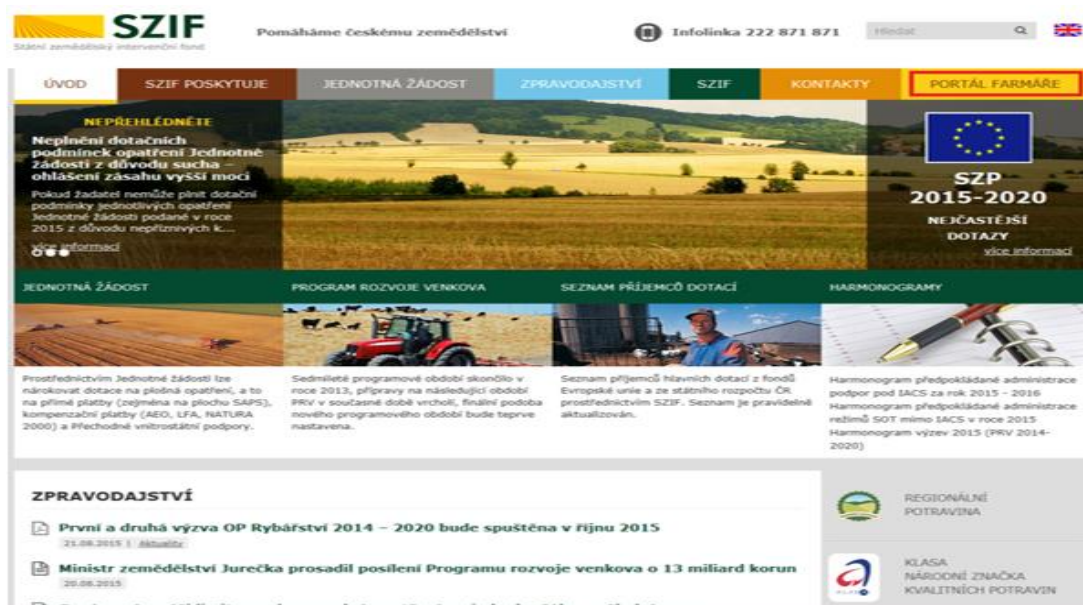 SZIF
Státní zemědělský intervenční fond
Pomáháme českému zemědělství
Infolinka 222 871 871
Hledat
ÚVOD
SZIF POSKYTUJE
JEDNOTNÁ ŽÁDOST
ZPRAVODAJSTVÍ
SZIF
KONTAKTY
PORTÁL FARMÁŘE
NEPŘEHLÉDNĚTE
Neplnění dotačních
podmínek opatření Jednotné
žádosti z důvodu sucha –
ohlášení zásahu vyšší moci
Pokud žadatel nemůže plnit dotační
podmínky jednotlivých opatření
Jednotné žádosti podané v roce
2015 z důvodu nepříznivých k...
více informací
SZP
2015-2020
NEJČASTĚJŠÍ
DOTAZY
více informací
JEDNOTNÁ ŽÁDOST
Prostřednictvím Jednotné žádosti lze
nárokovat dotace na plošná opatření, a to
na přímé platby (zejména na plochu SAPS),
kompenzační platby (AEO, LFA, NATURA
2000) a Přechodné vnitrostátní podpory.
PROGRAM ROZVOJE VENKOVA
Sedmileté programové období skončilo v
roce 2013, přípravy na následující období
PRV v současné době vrcholí, finální podoba
nového programového období bude teprve
nastavena.
SEZNAM PŘÍJEMCŮ DOTACÍ
Seznam příjemců hlavních dotací z fondů
Evropské unie a ze státního rozpočtu ČR
prostřednictvím SZIF. Seznam je pravidelně
aktualizován.
HARMONOGRAMY
Harmonogram předpokládané administrace
podpor pod IACS za rok 2015 - 2016
Harmonogram předpokládané administrace
režimů SOT mimo IACS v roce 2015
Harmonogram výzev 2015 (PRV 2014-
2020)
ZPRAVODAJSTVÍ
První a druhá výzva OP Rybářství 2014 – 2020 bude spuštěna v říjnu 2015
21.08.2015 | Aktuality
Ministr zemědělství Jurečka prosadil posílení Programu rozvoje venkova o 13 miliard korun
20.08.2015
REGIONÁLNÍ
POTRAVINA
KLASA
NÁRODNÍ ZNAČKA
KVALITNÍCH POTRAVIN